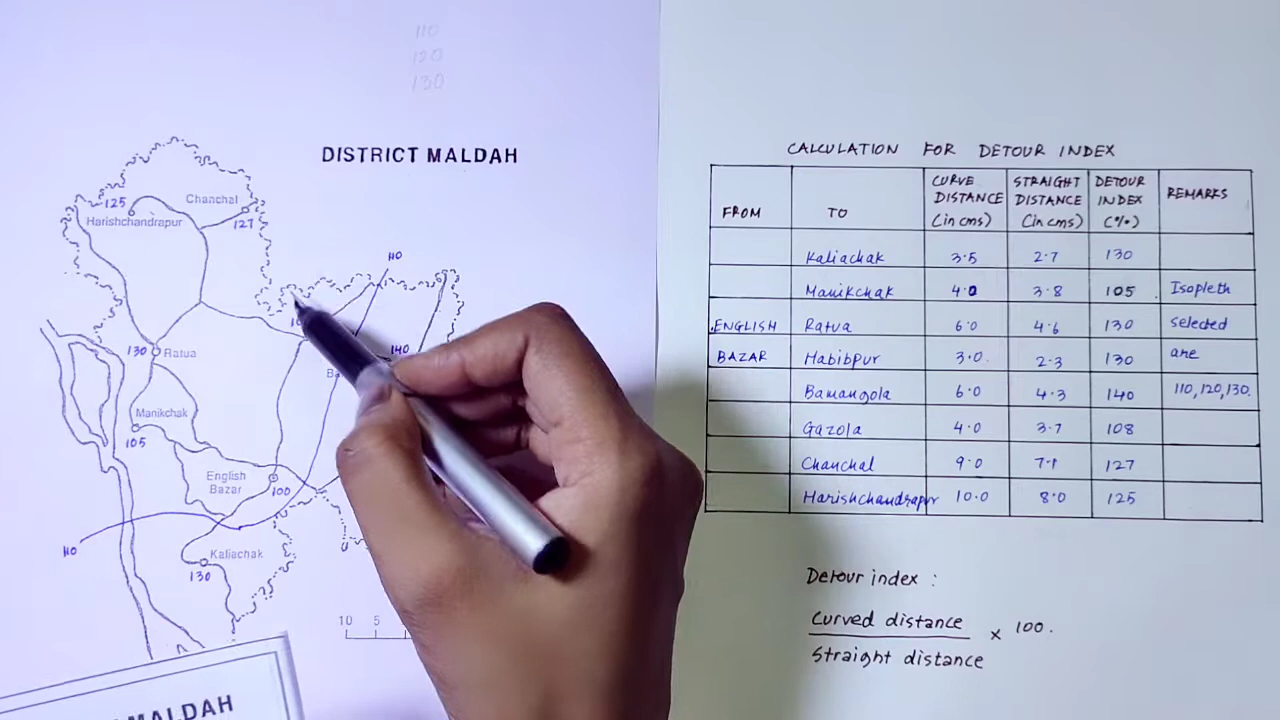 110
120
130
DISTRICT MALDAH
125
Chanchal
Harishchandrapur
127
110
130
Ratua
140
Manikchak
105
English
Bazar
100
110
Kaliachak
130
10 5
MALDAH
CALCULATION FOR DETOUR INDEX
FROM TO CURVE DISTANCE (in cms) STRAIGHT DISTANCE (in cms) DETOUR INDEX (%) REMARKS
Kaliachak 3.5 2.7 130
Manikchak 4.0 3.8 105 Isopleth
ENGLISH Ratua 6.0 4.6 130 selected
BAZAR Habibpur 3.0 2.3 130 are
Bamangola 6.0 4.3 140 110, 120, 130.
Gazola 4.0 3.7 108
Chanchal 9.0 7.1 127
Harishchandrapur 10.0 8.0 125
Detour index :
Curved distance
× 100.
Straight distance